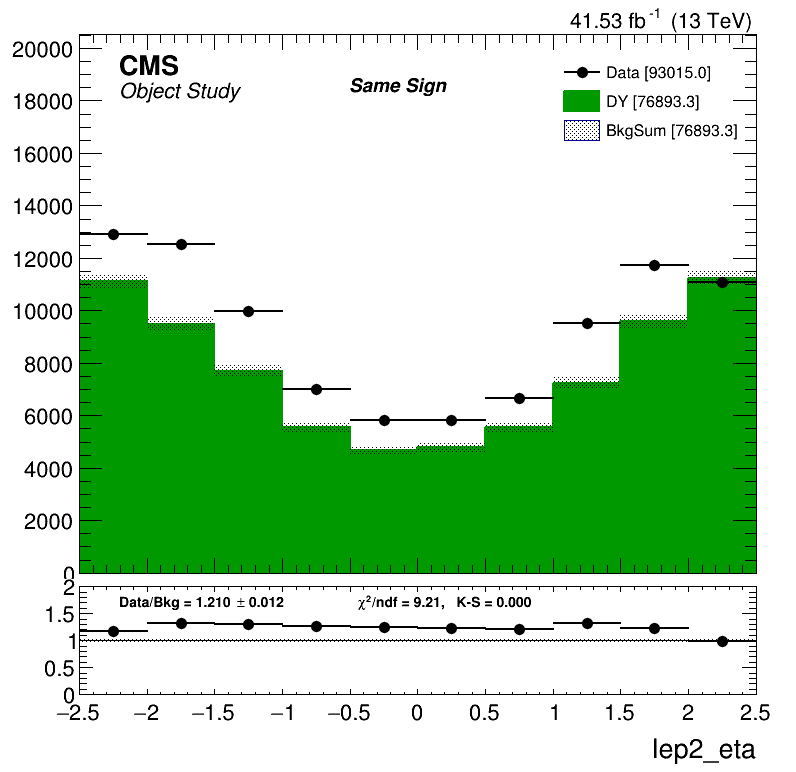 41.53 fb⁻¹ (13 TeV)
CMS
Object Study
Same Sign
Data [93015.0]
DY [76893.3]
BkgSum [76893.3]
20000
18000
16000
14000
12000
10000
8000
6000
4000
2000
0
Data/Bkg = 1.210 ± 0.012
χ²/ndf = 9.21, K-S = 0.000
2
1.5
1
0.5
0
−2.5 −2 −1.5 −1 −0.5 0 0.5 1 1.5 2 2.5
lep2_eta